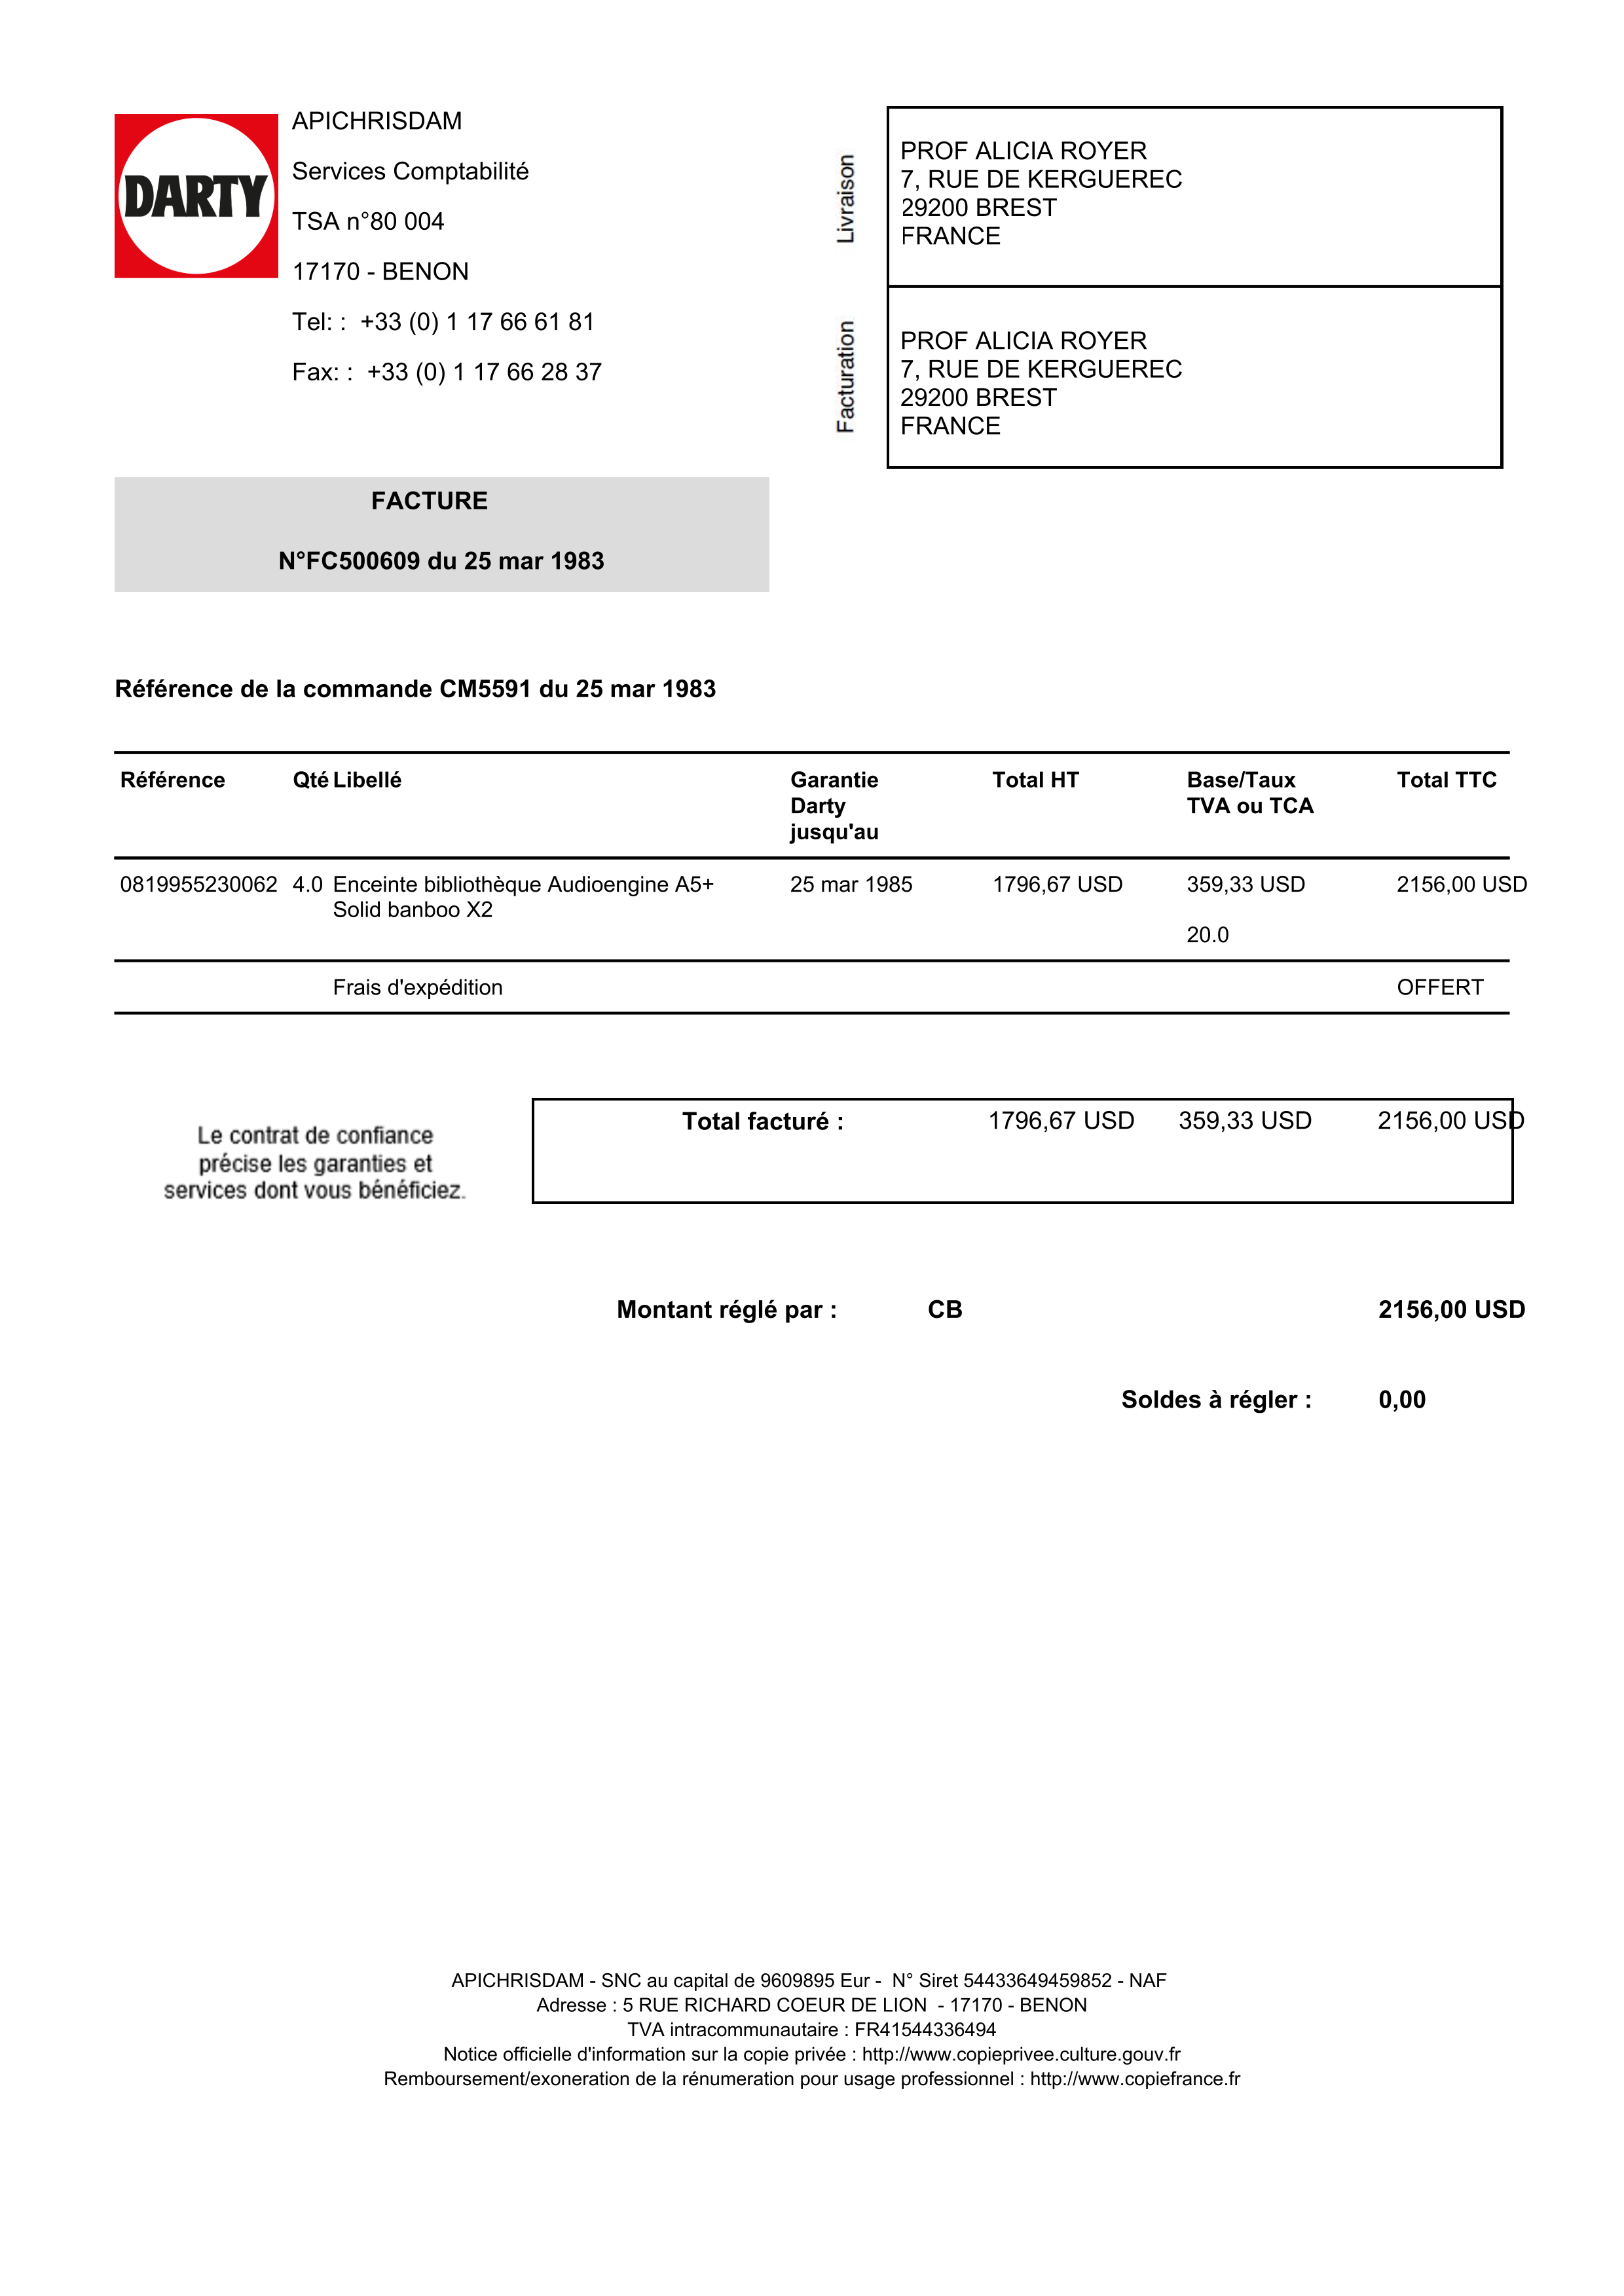 DARTY
APICHRISDAM
Services Comptabilité
TSA n°80 004
17170 - BENON
Tel: :  +33 (0) 1 17 66 61 81
Fax: :  +33 (0) 1 17 66 28 37
Livraison
PROF ALICIA ROYER
7, RUE DE KERGUEREC
29200 BREST
FRANCE
Facturation
PROF ALICIA ROYER
7, RUE DE KERGUEREC
29200 BREST
FRANCE
FACTURE
N°FC500609 du 25 mar 1983
Référence de la commande CM5591 du 25 mar 1983
Référence Qté Libellé Garantie Darty jusqu'au Total HT Base/Taux TVA ou TCA Total TTC
0819955230062 4.0 Enceinte bibliothèque Audioengine A5+ 25 mar 1985 1796,67 USD 359,33 USD 2156,00 USD
Solid banboo X2
20.0
Frais d'expédition OFFERT
Le contrat de confiance
précise les garanties et
services dont vous bénéficiez.
Total facturé : 1796,67 USD 359,33 USD 2156,00 USD
Montant réglé par : CB 2156,00 USD
Soldes à régler : 0,00
APICHRISDAM - SNC au capital de 9609895 Eur -  N° Siret 54433649459852 - NAF
Adresse : 5 RUE RICHARD COEUR DE LION  - 17170 - BENON
TVA intracommunautaire : FR41544336494
Notice officielle d'information sur la copie privée : http://www.copieprivee.culture.gouv.fr
Remboursement/exoneration de la rénumeration pour usage professionnel : http://www.copiefrance.fr